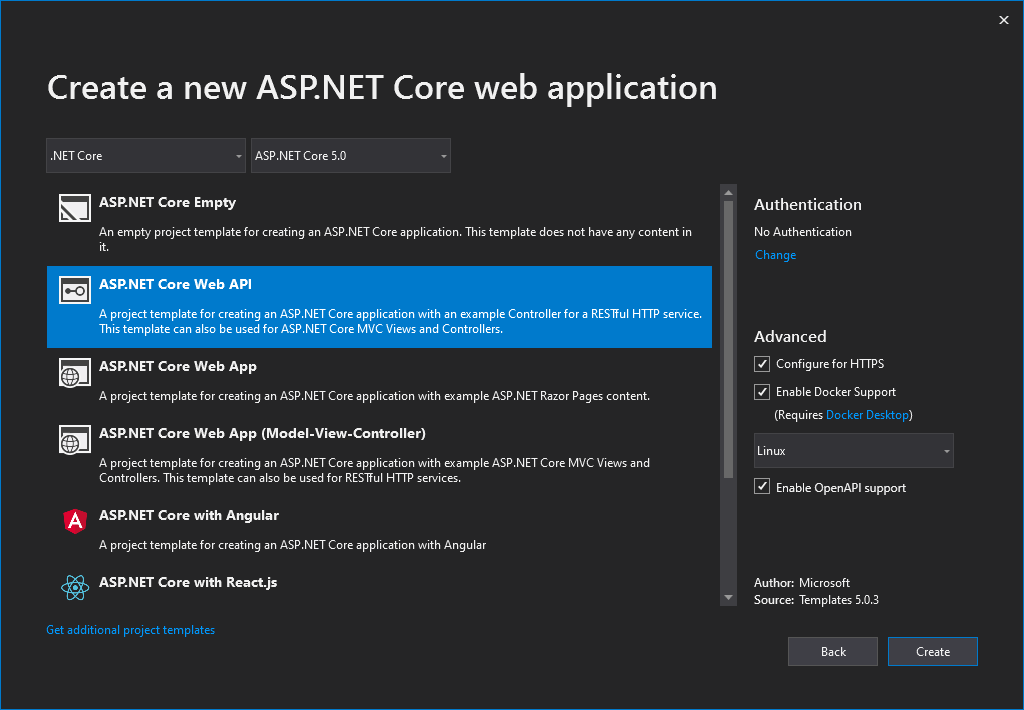 Create a new ASP.NET Core web application
.NET Core
ASP.NET Core 5.0
ASP.NET Core Empty
An empty project template for creating an ASP.NET Core application. This template does not have any content in
it.
ASP.NET Core Web API
A project template for creating an ASP.NET Core application with an example Controller for a RESTful HTTP service.
This template can also be used for ASP.NET Core MVC Views and Controllers.
ASP.NET Core Web App
A project template for creating an ASP.NET Core application with example ASP.NET Razor Pages content.
ASP.NET Core Web App (Model-View-Controller)
A project template for creating an ASP.NET Core application with example ASP.NET Core MVC Views and
Controllers. This template can also be used for RESTful HTTP services.
A
ASP.NET Core with Angular
A project template for creating an ASP.NET Core application with Angular
ASP.NET Core with React.js
Get additional project templates
Authentication
No Authentication
Change
Advanced
Configure for HTTPS
Enable Docker Support
(Requires Docker Desktop)
Linux
Enable OpenAPI support
Author: Microsoft
Source: Templates 5.0.3
Back
Create